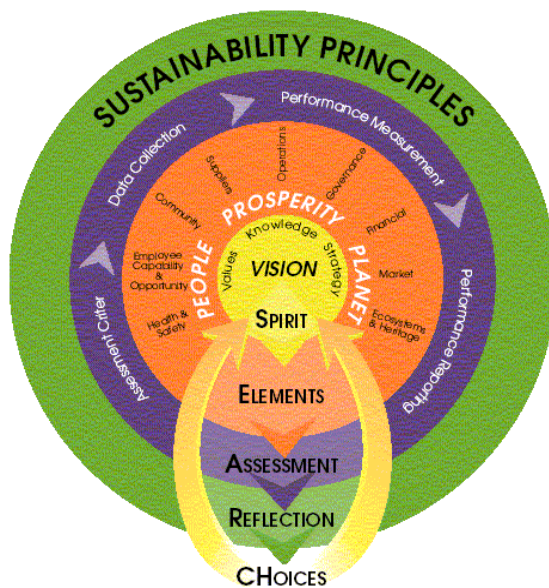 SUSTAINABILITY PRINCIPLES
Assessment Criter
Data Collection
Performance Measurement
Performance Reporting
Health &
Safety
Employee
Capability
&
Opportunity
Community
Suppliers
Operations
Governance
Financial
Market
Ecosystems
& Heritage
PEOPLE
PROSPERITY
PLANET
Values
Knowledge
Strategy
VISION
SPIRIT
ELEMENTS
ASSESSMENT
REFLECTION
CHOICES